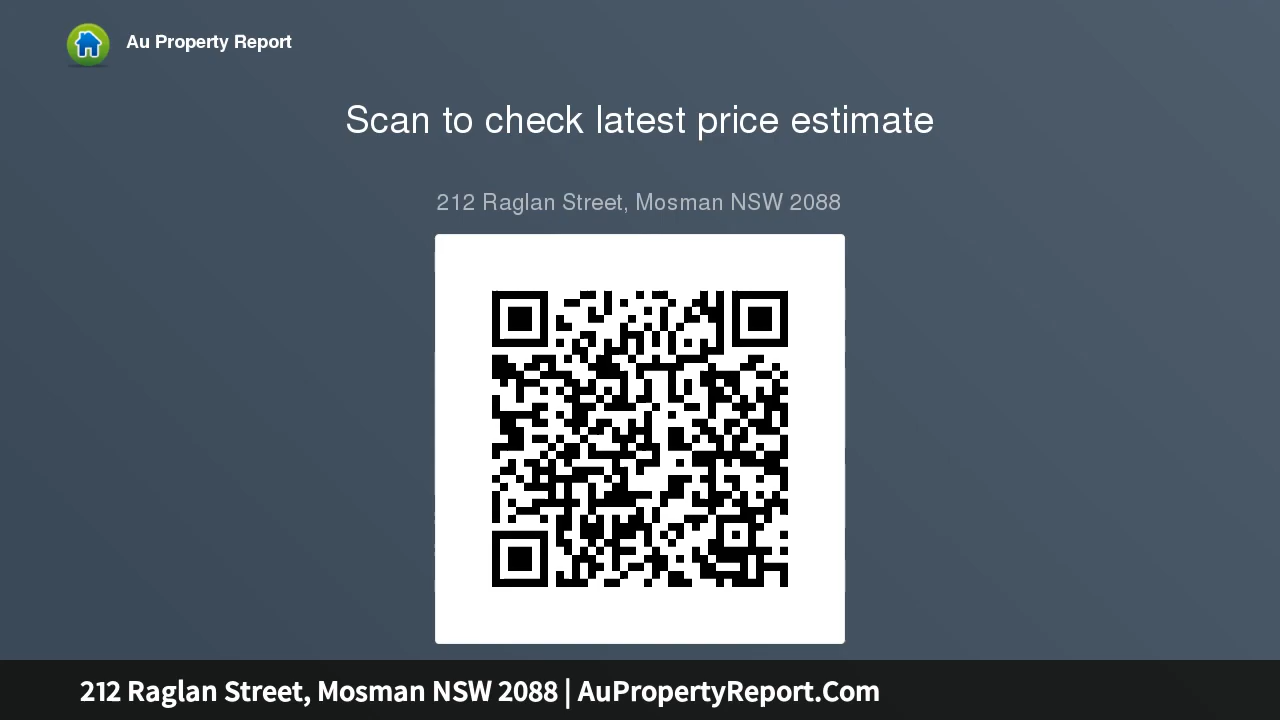 Au Property Report
Scan to check latest price estimate
212 Raglan Street, Mosman NSW 2088
212 Raglan Street, Mosman NSW 2088 | AuPropertyReport.Com